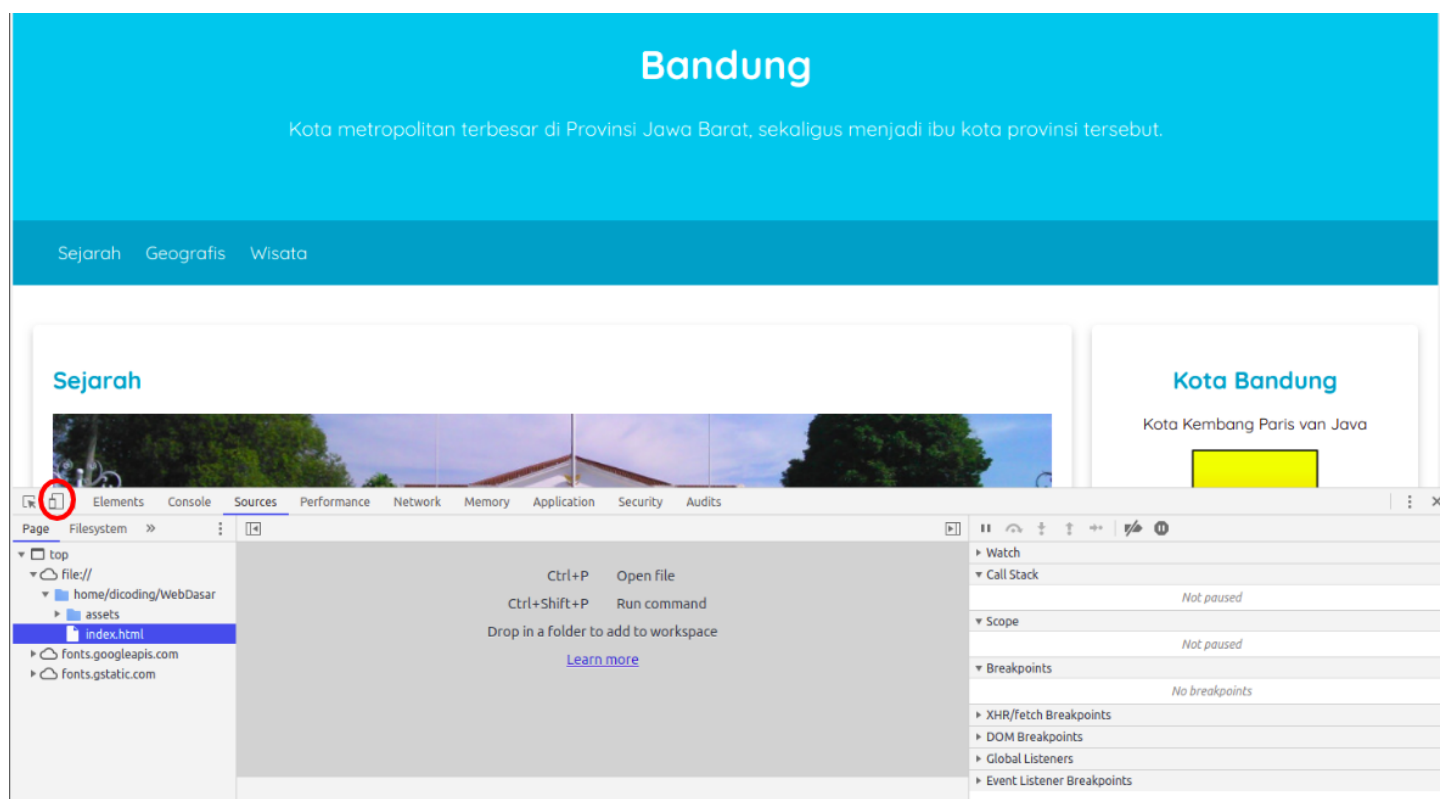 Bandung
Kota metropolitan terbesar di Provinsi Jawa Barat, sekaligus menjadi ibu kota provinsi tersebut.
Sejarah Geografis Wisata
Sejarah
Kota Bandung
Kota Kembang Paris van Java
Elements Console Sources Performance Network Memory Application Security Audits
Page Filesystem »
top
file://
home/dicoding/WebDasar
assets
index.html
fonts.googleapis.com
fonts.gstatic.com
Ctrl+P Open file
Ctrl+Shift+P Run command
Drop in a folder to add to workspace
Learn more
Watch
Call Stack
Not paused
Scope
Not paused
Breakpoints
No breakpoints
XHR/fetch Breakpoints
DOM Breakpoints
Global Listeners
Event Listener Breakpoints